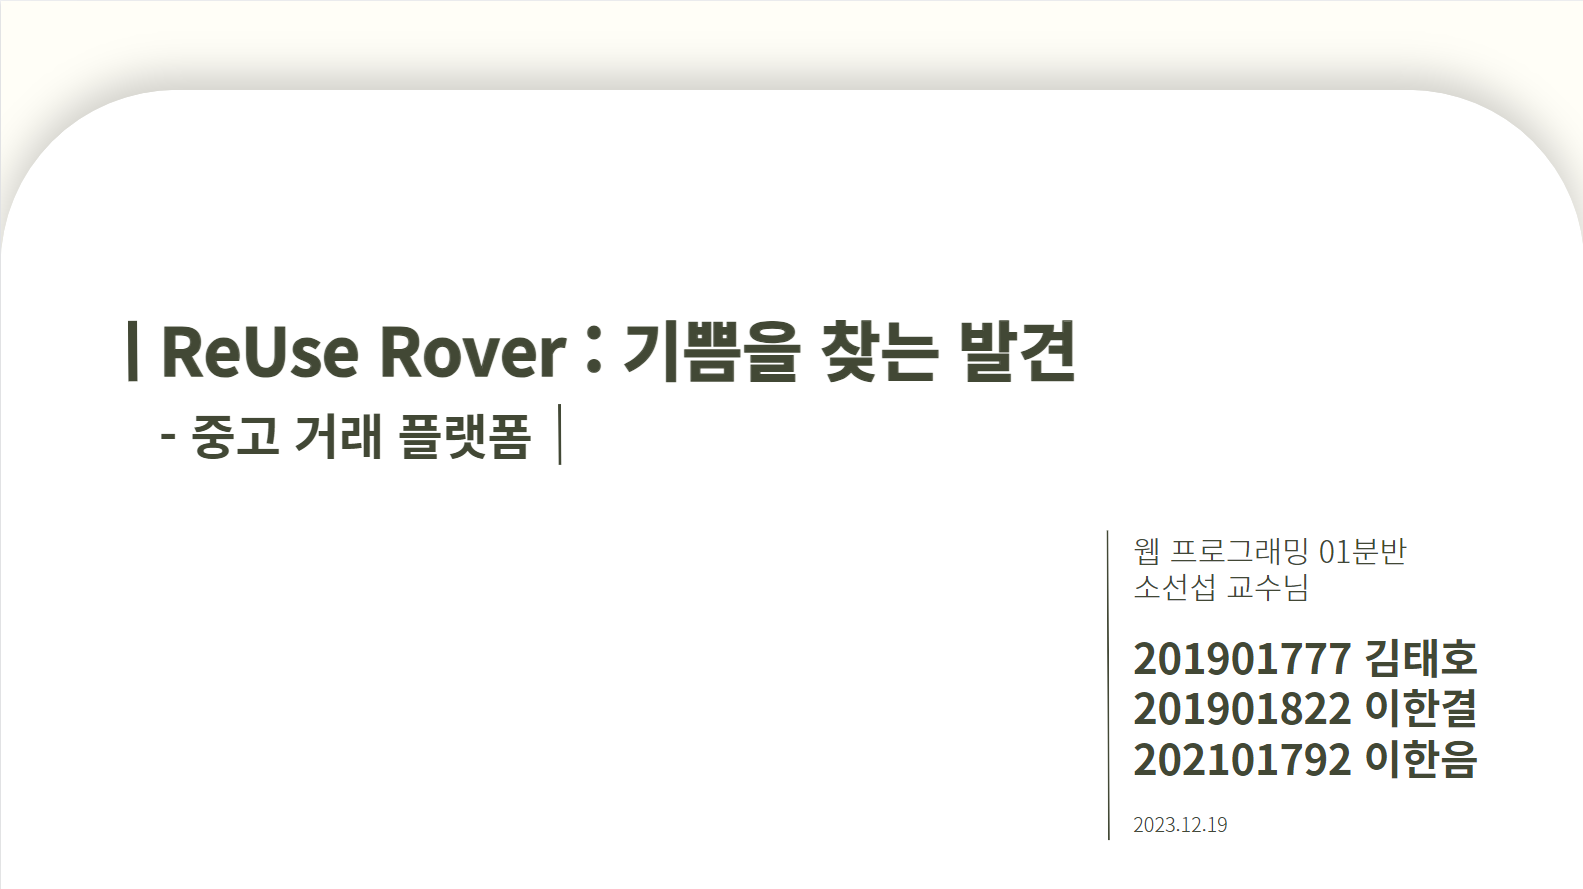 ReUse Rover : 기쁨을 찾는 발견
- 중고 거래 플랫폼
웹 프로그래밍 01분반
소선섭 교수님
201901777 김태호
201901822 이한결
202101792 이한음
2023.12.19